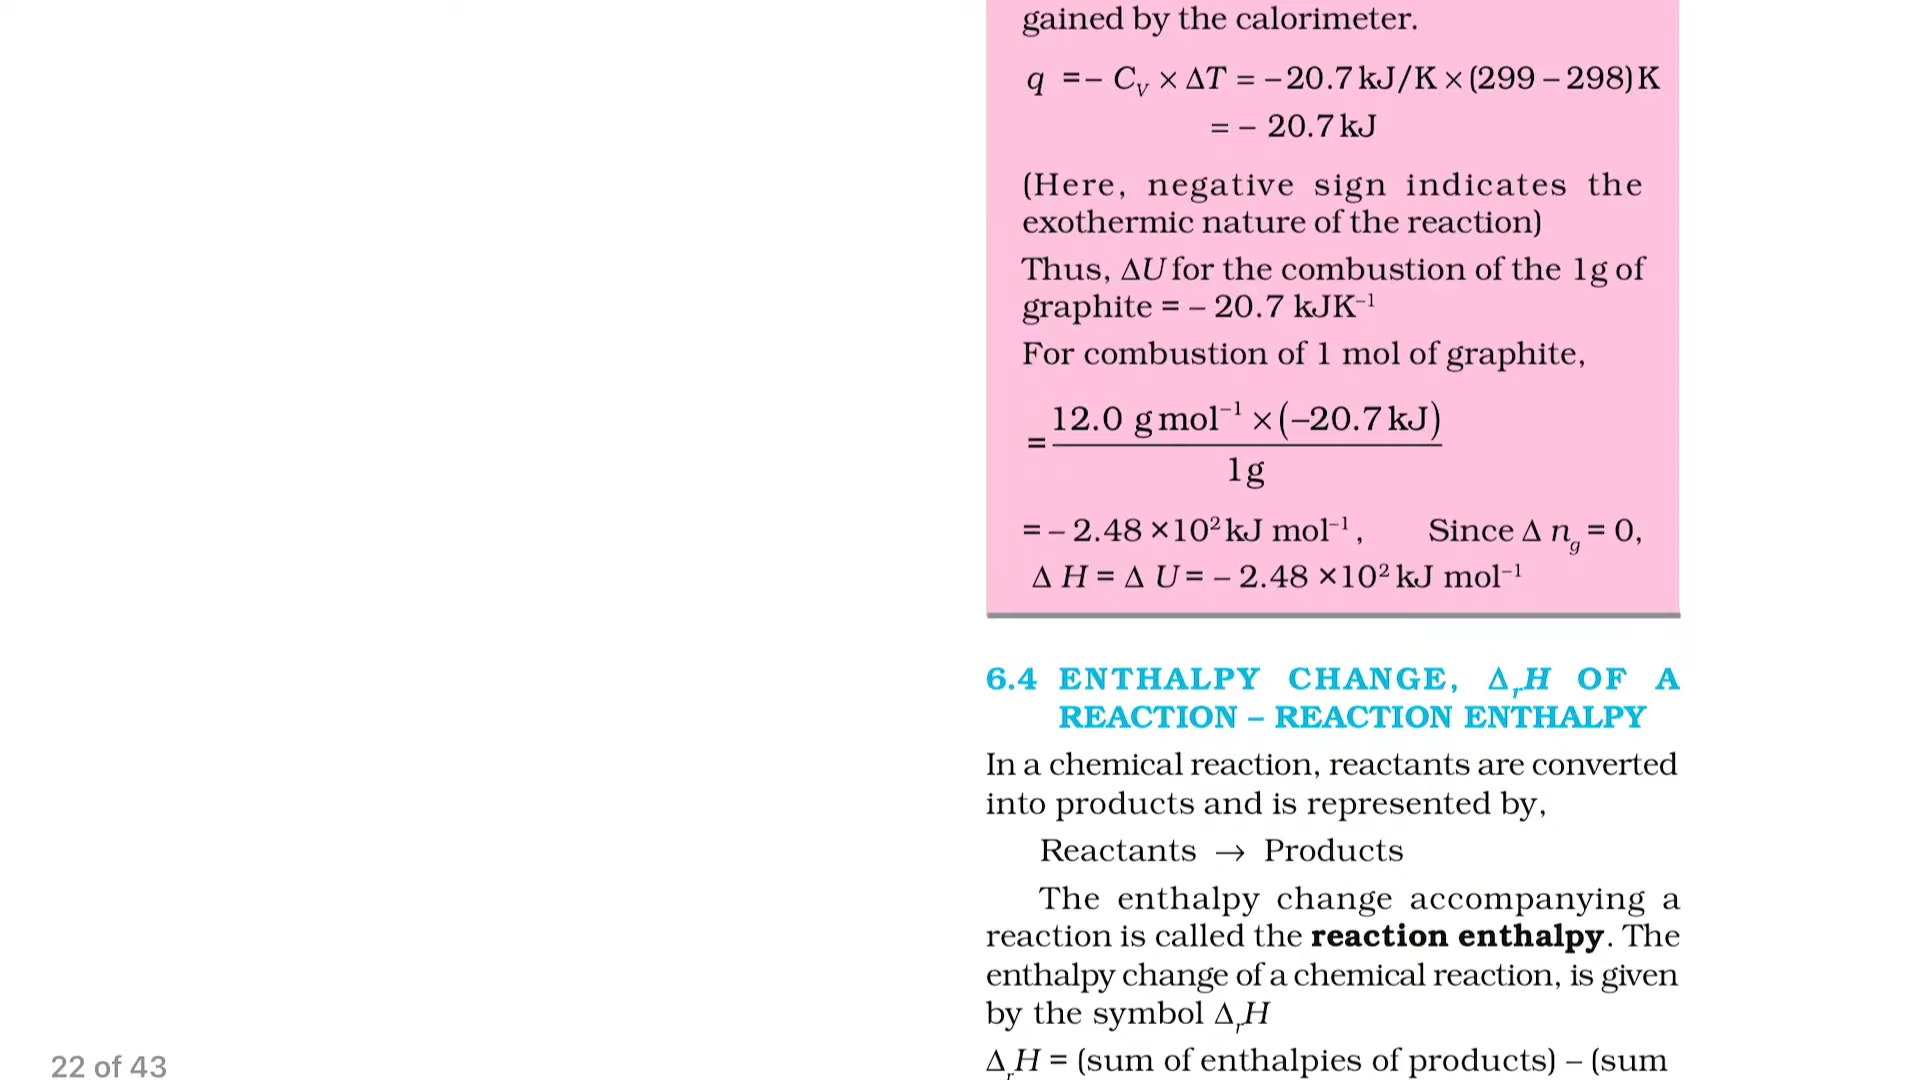 gained by the calorimeter.
q =– C_V × ΔT = –20.7 kJ/K × (299 – 298) K
= – 20.7 kJ
(Here, negative sign indicates the
exothermic nature of the reaction)
Thus, ΔU for the combustion of the 1g of
graphite = – 20.7 kJK⁻¹
For combustion of 1 mol of graphite,
12.0 g mol⁻¹ × (–20.7 kJ)
=
1g
= – 2.48 ×10² kJ mol⁻¹ , Since Δ n_g = 0,
Δ H = Δ U = – 2.48 ×10² kJ mol⁻¹
6.4 ENTHALPY CHANGE, Δ_rH OF A
REACTION – REACTION ENTHALPY
In a chemical reaction, reactants are converted
into products and is represented by,
Reactants → Products
The enthalpy change accompanying a
reaction is called the reaction enthalpy. The
enthalpy change of a chemical reaction, is given
by the symbol Δ_rH
Δ_rH = (sum of enthalpies of products) – (sum
22 of 43